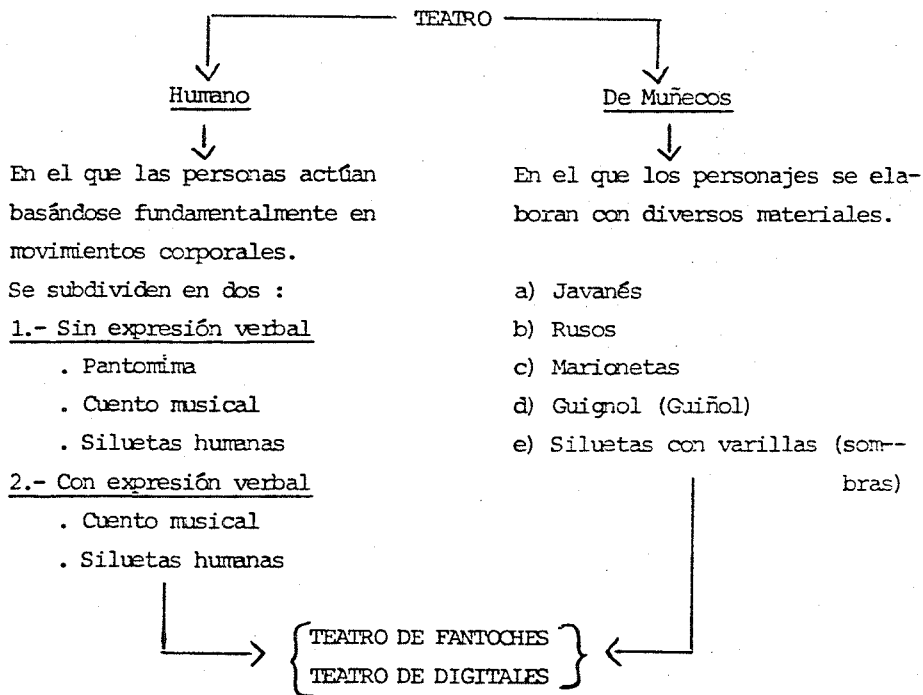 TEATRO
Humano
En el que las personas actúan
basándose fundamentalmente en
movimientos corporales.
Se subdividen en dos :
1.- Sin expresión verbal
. Pantomima
. Cuento musical
. Siluetas humanas
2.- Con expresión verbal
. Cuento musical
. Siluetas humanas
De Muñecos
En el que los personajes se ela-
boran con diversos materiales.
a) Javanés
b) Rusos
c) Marionetas
d) Guignol (Guiñol)
e) Siluetas con varillas (som--
bras)
TEATRO DE FANTOCHES
TEATRO DE DIGITALES